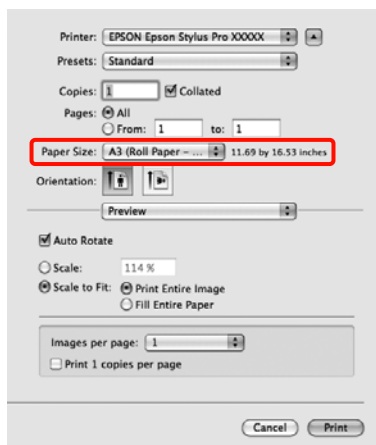 Printer: EPSON Epson Stylus Pro XXXXX
Presets: Standard
Copies: 1 Collated
Pages: All
From: 1 to: 1
Paper Size: A3 (Roll Paper – ... 11.69 by 16.53 inches
Orientation:
Preview
Auto Rotate
Scale: 114 %
Scale to Fit: Print Entire Image
Fill Entire Paper
Images per page: 1
Print 1 copies per page
Cancel Print